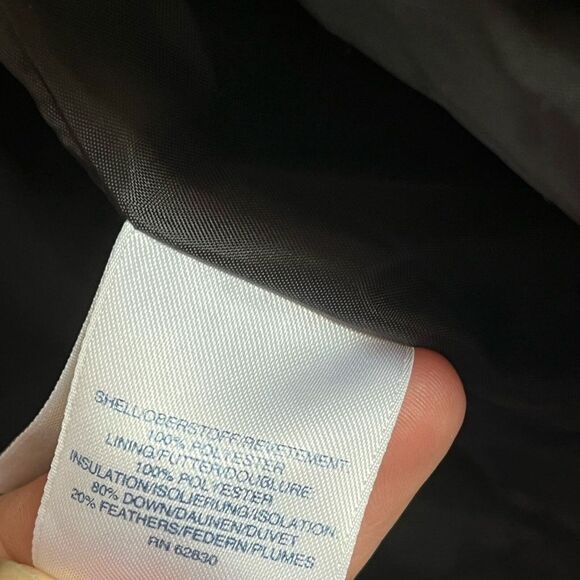 SHELL/OBERSTOFF/REVETEMENT
100% POLYESTER
LINING/FUTTER/DOUBLURE:
100% POLYESTER
INSULATION/ISOLIERUNG/ISOLATION:
80% DOWN/DAUNEN/DUVET
20% FEATHERS/FEDERN/PLUMES
RN 62830